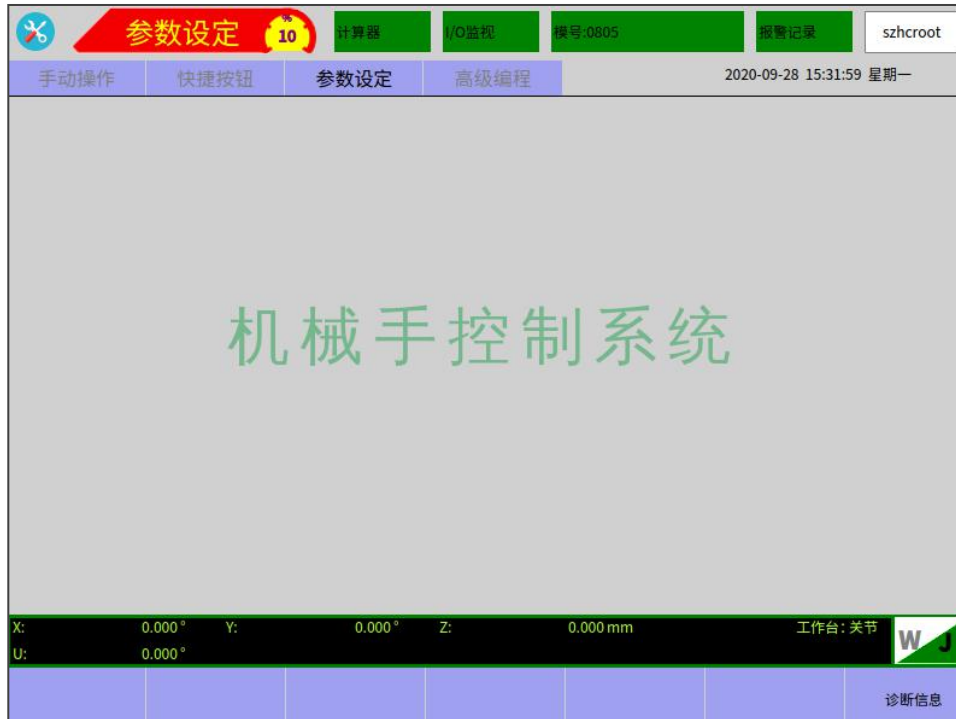 参数设定 % 10 计算器 I/O监视 模号:0805 报警记录 szhcroot
手动操作 快捷按钮 参数设定 高级编程 2020-09-28 15:31:59 星期一
机械手控制系统
X: 0.000° Y: 0.000° Z: 0.000 mm 工作台:关节
U: 0.000°
W J
诊断信息